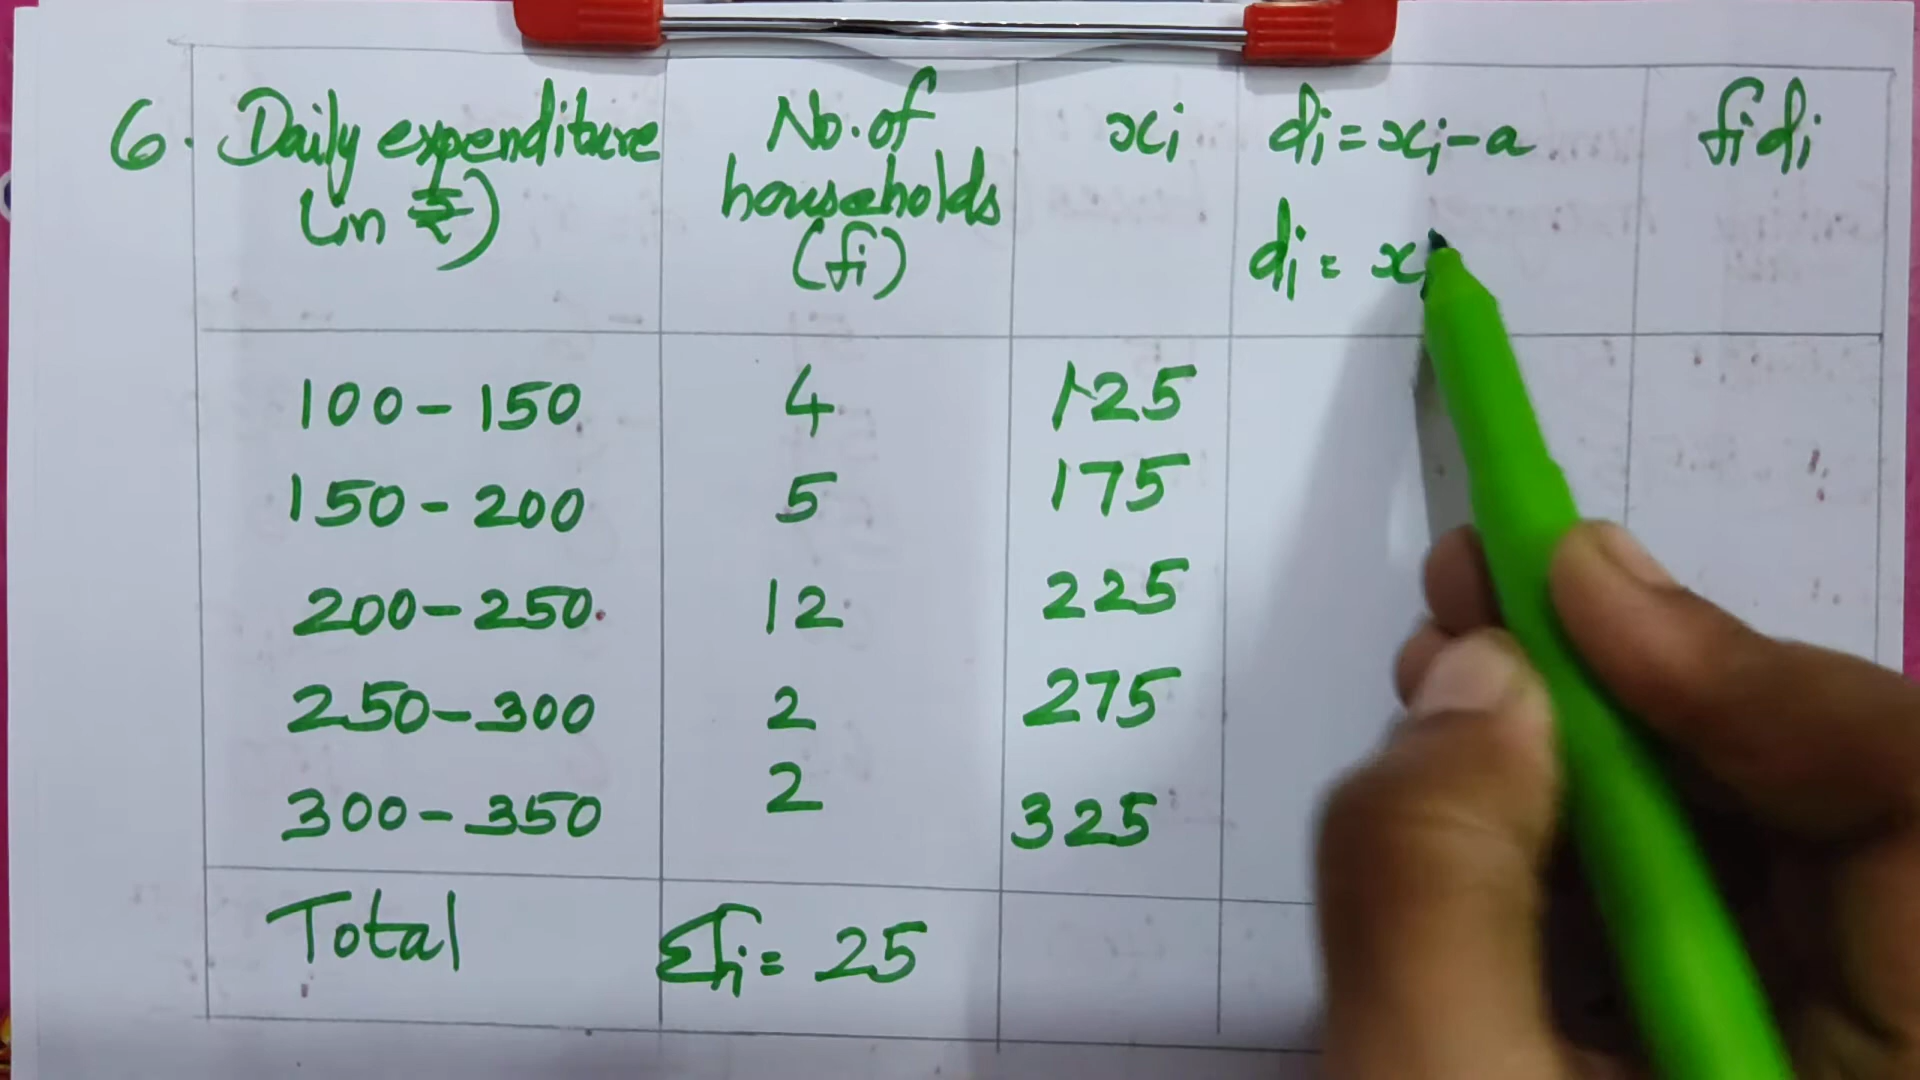 6. Daily expenditure (in ₹) No. of households (fi) xi di = xi - a fidi
di = xi
100 - 150 4 125
150 - 200 5 175
200 - 250 12 225
250 - 300 2 275
300 - 350 2 325
Total Σfi = 25